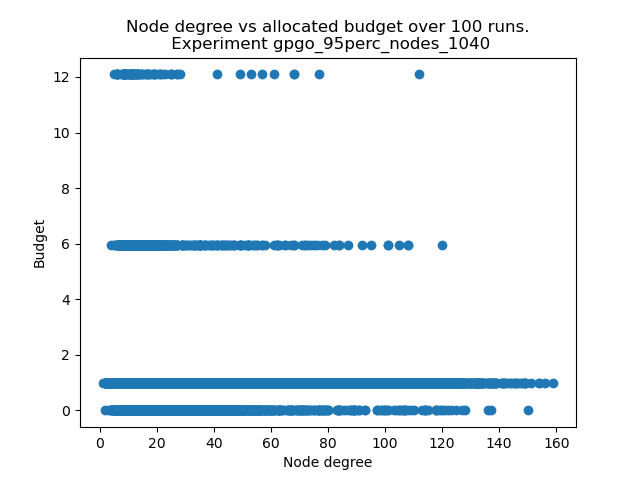 Node degree vs allocated budget over 100 runs.
Experiment gpgo_95perc_nodes_1040
12
10
8
6
4
2
0
Budget
0 20 40 60 80 100 120 140 160
Node degree